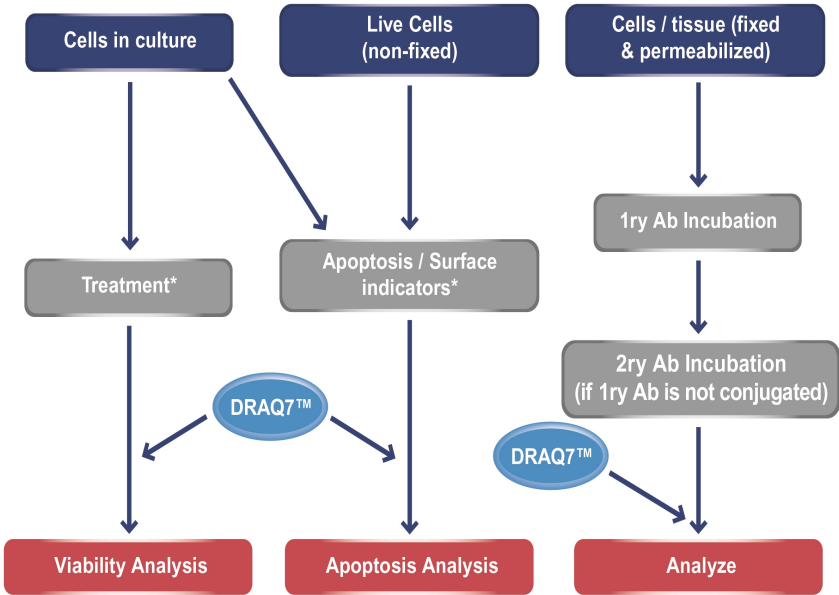 Cells in culture
Live Cells
(non-fixed)
Cells / tissue (fixed
& permeabilized)
1ry Ab Incubation
Treatment*
Apoptosis / Surface
indicators*
2ry Ab Incubation
(if 1ry Ab is not conjugated)
DRAQ7™
DRAQ7™
Viability Analysis
Apoptosis Analysis
Analyze